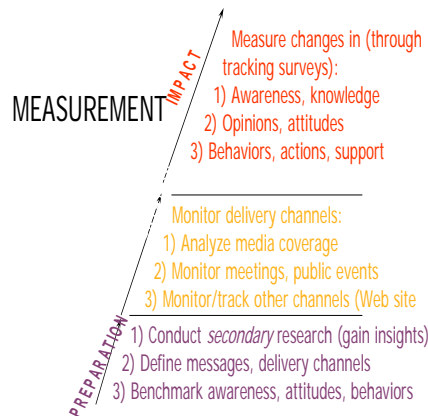 Measure changes in (through
tracking surveys):
1) Awareness, knowledge
2) Opinions, attitudes
3) Behaviors, actions, support
IMPACT
MEASUREMENT
Monitor delivery channels:
1) Analyze media coverage
2) Monitor meetings, public events
3) Monitor/track other channels (Web site
1) Conduct secondary research (gain insights)
2) Define messages, delivery channels
3) Benchmark awareness, attitudes, behaviors
PREPARATION